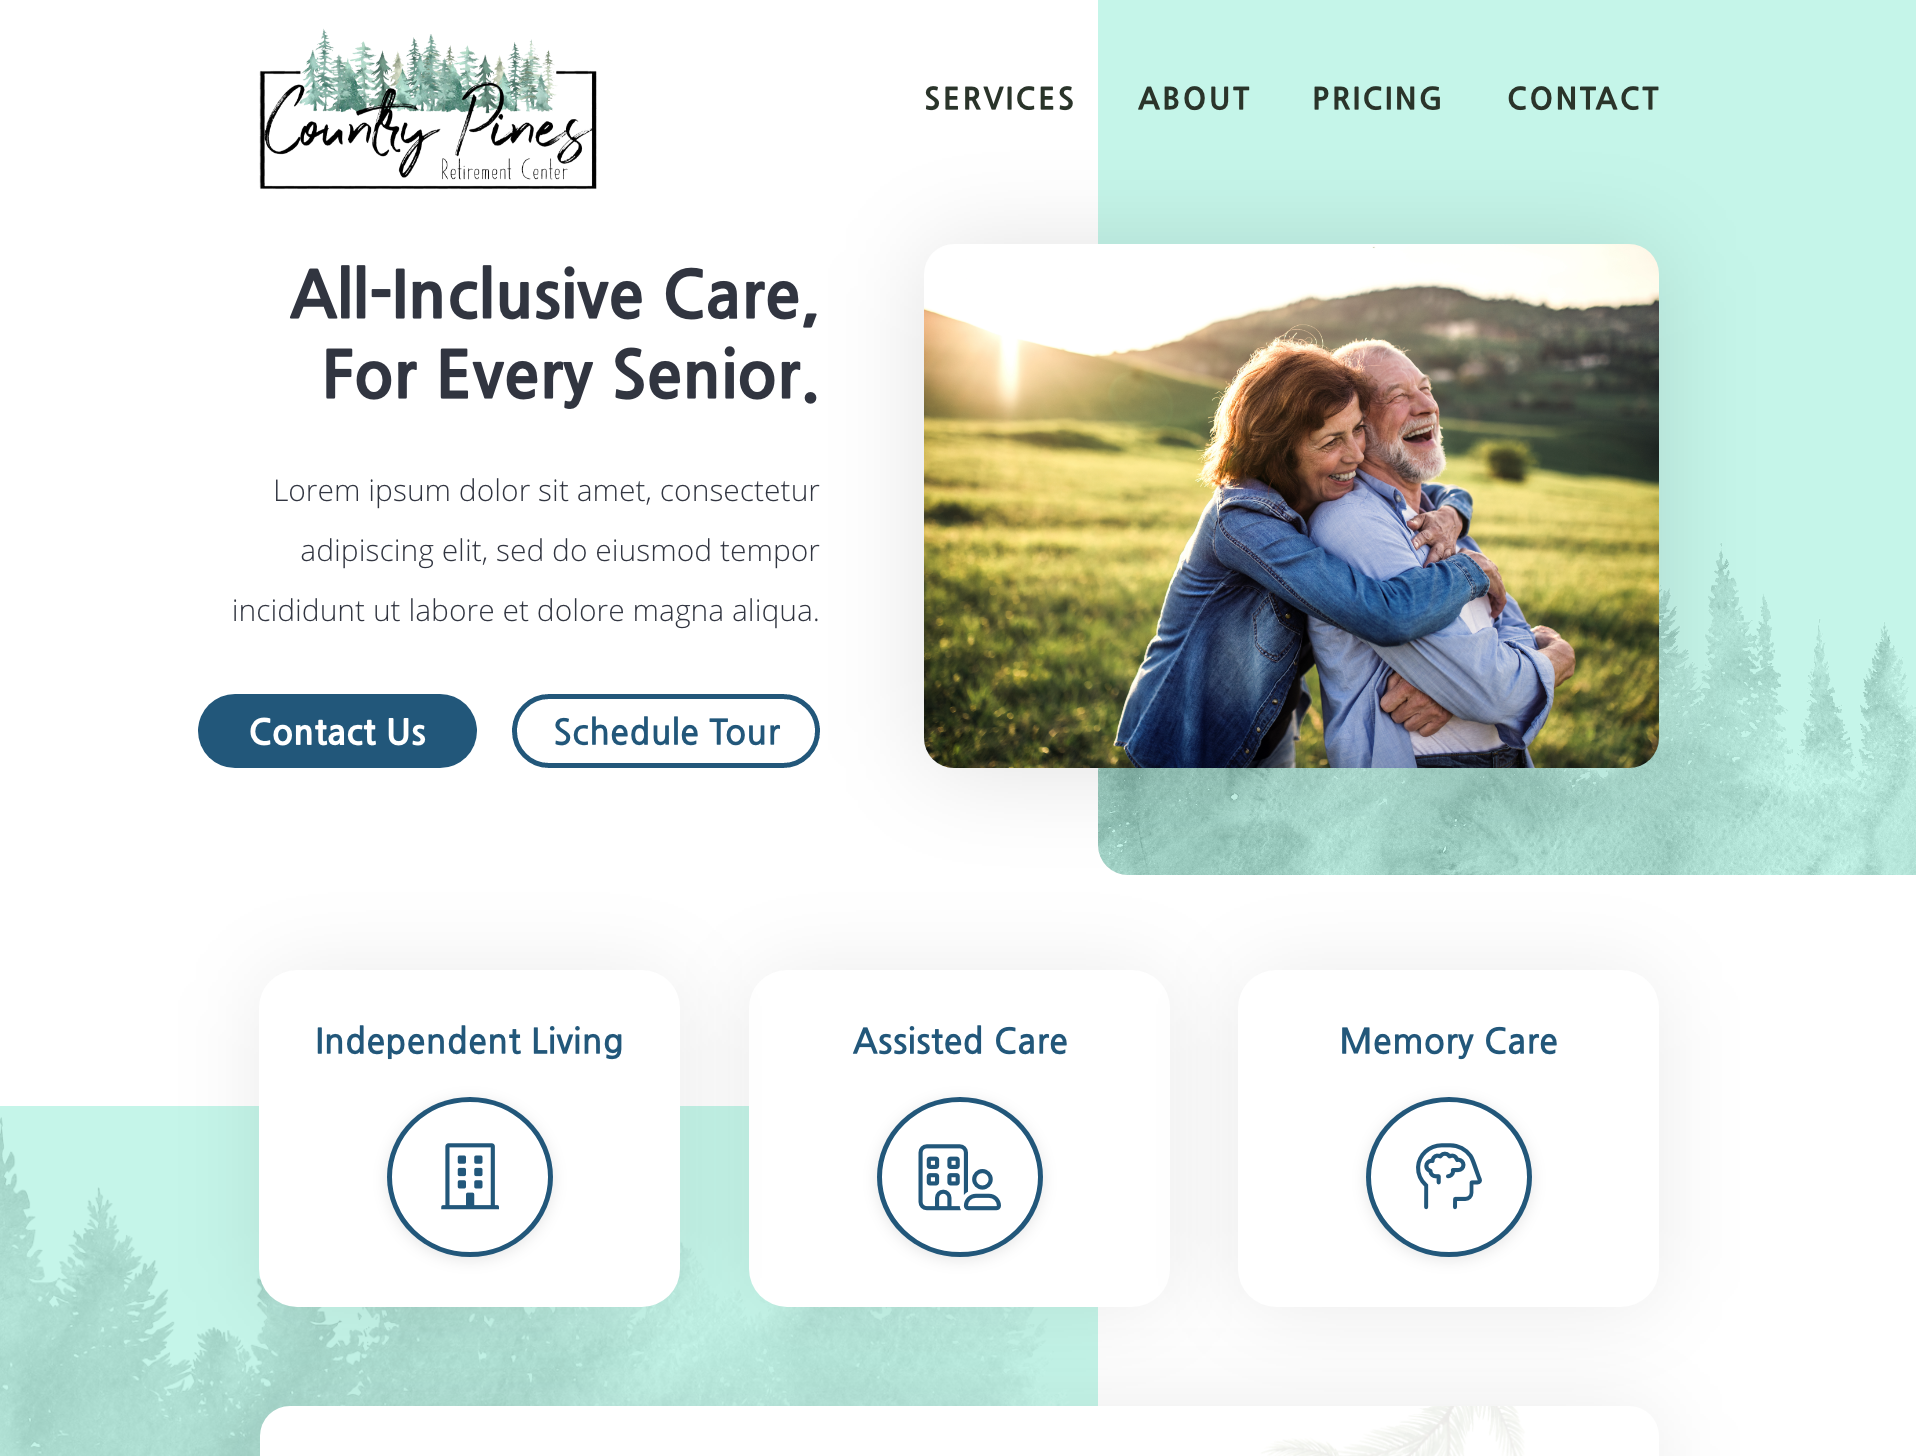 Country Pines
Retirement Center
SERVICES ABOUT PRICING CONTACT
All-Inclusive Care,
For Every Senior.
Lorem ipsum dolor sit amet, consectetur
adipiscing elit, sed do eiusmod tempor
incididunt ut labore et dolore magna aliqua.
Contact Us Schedule Tour
Independent Living Assisted Care Memory Care